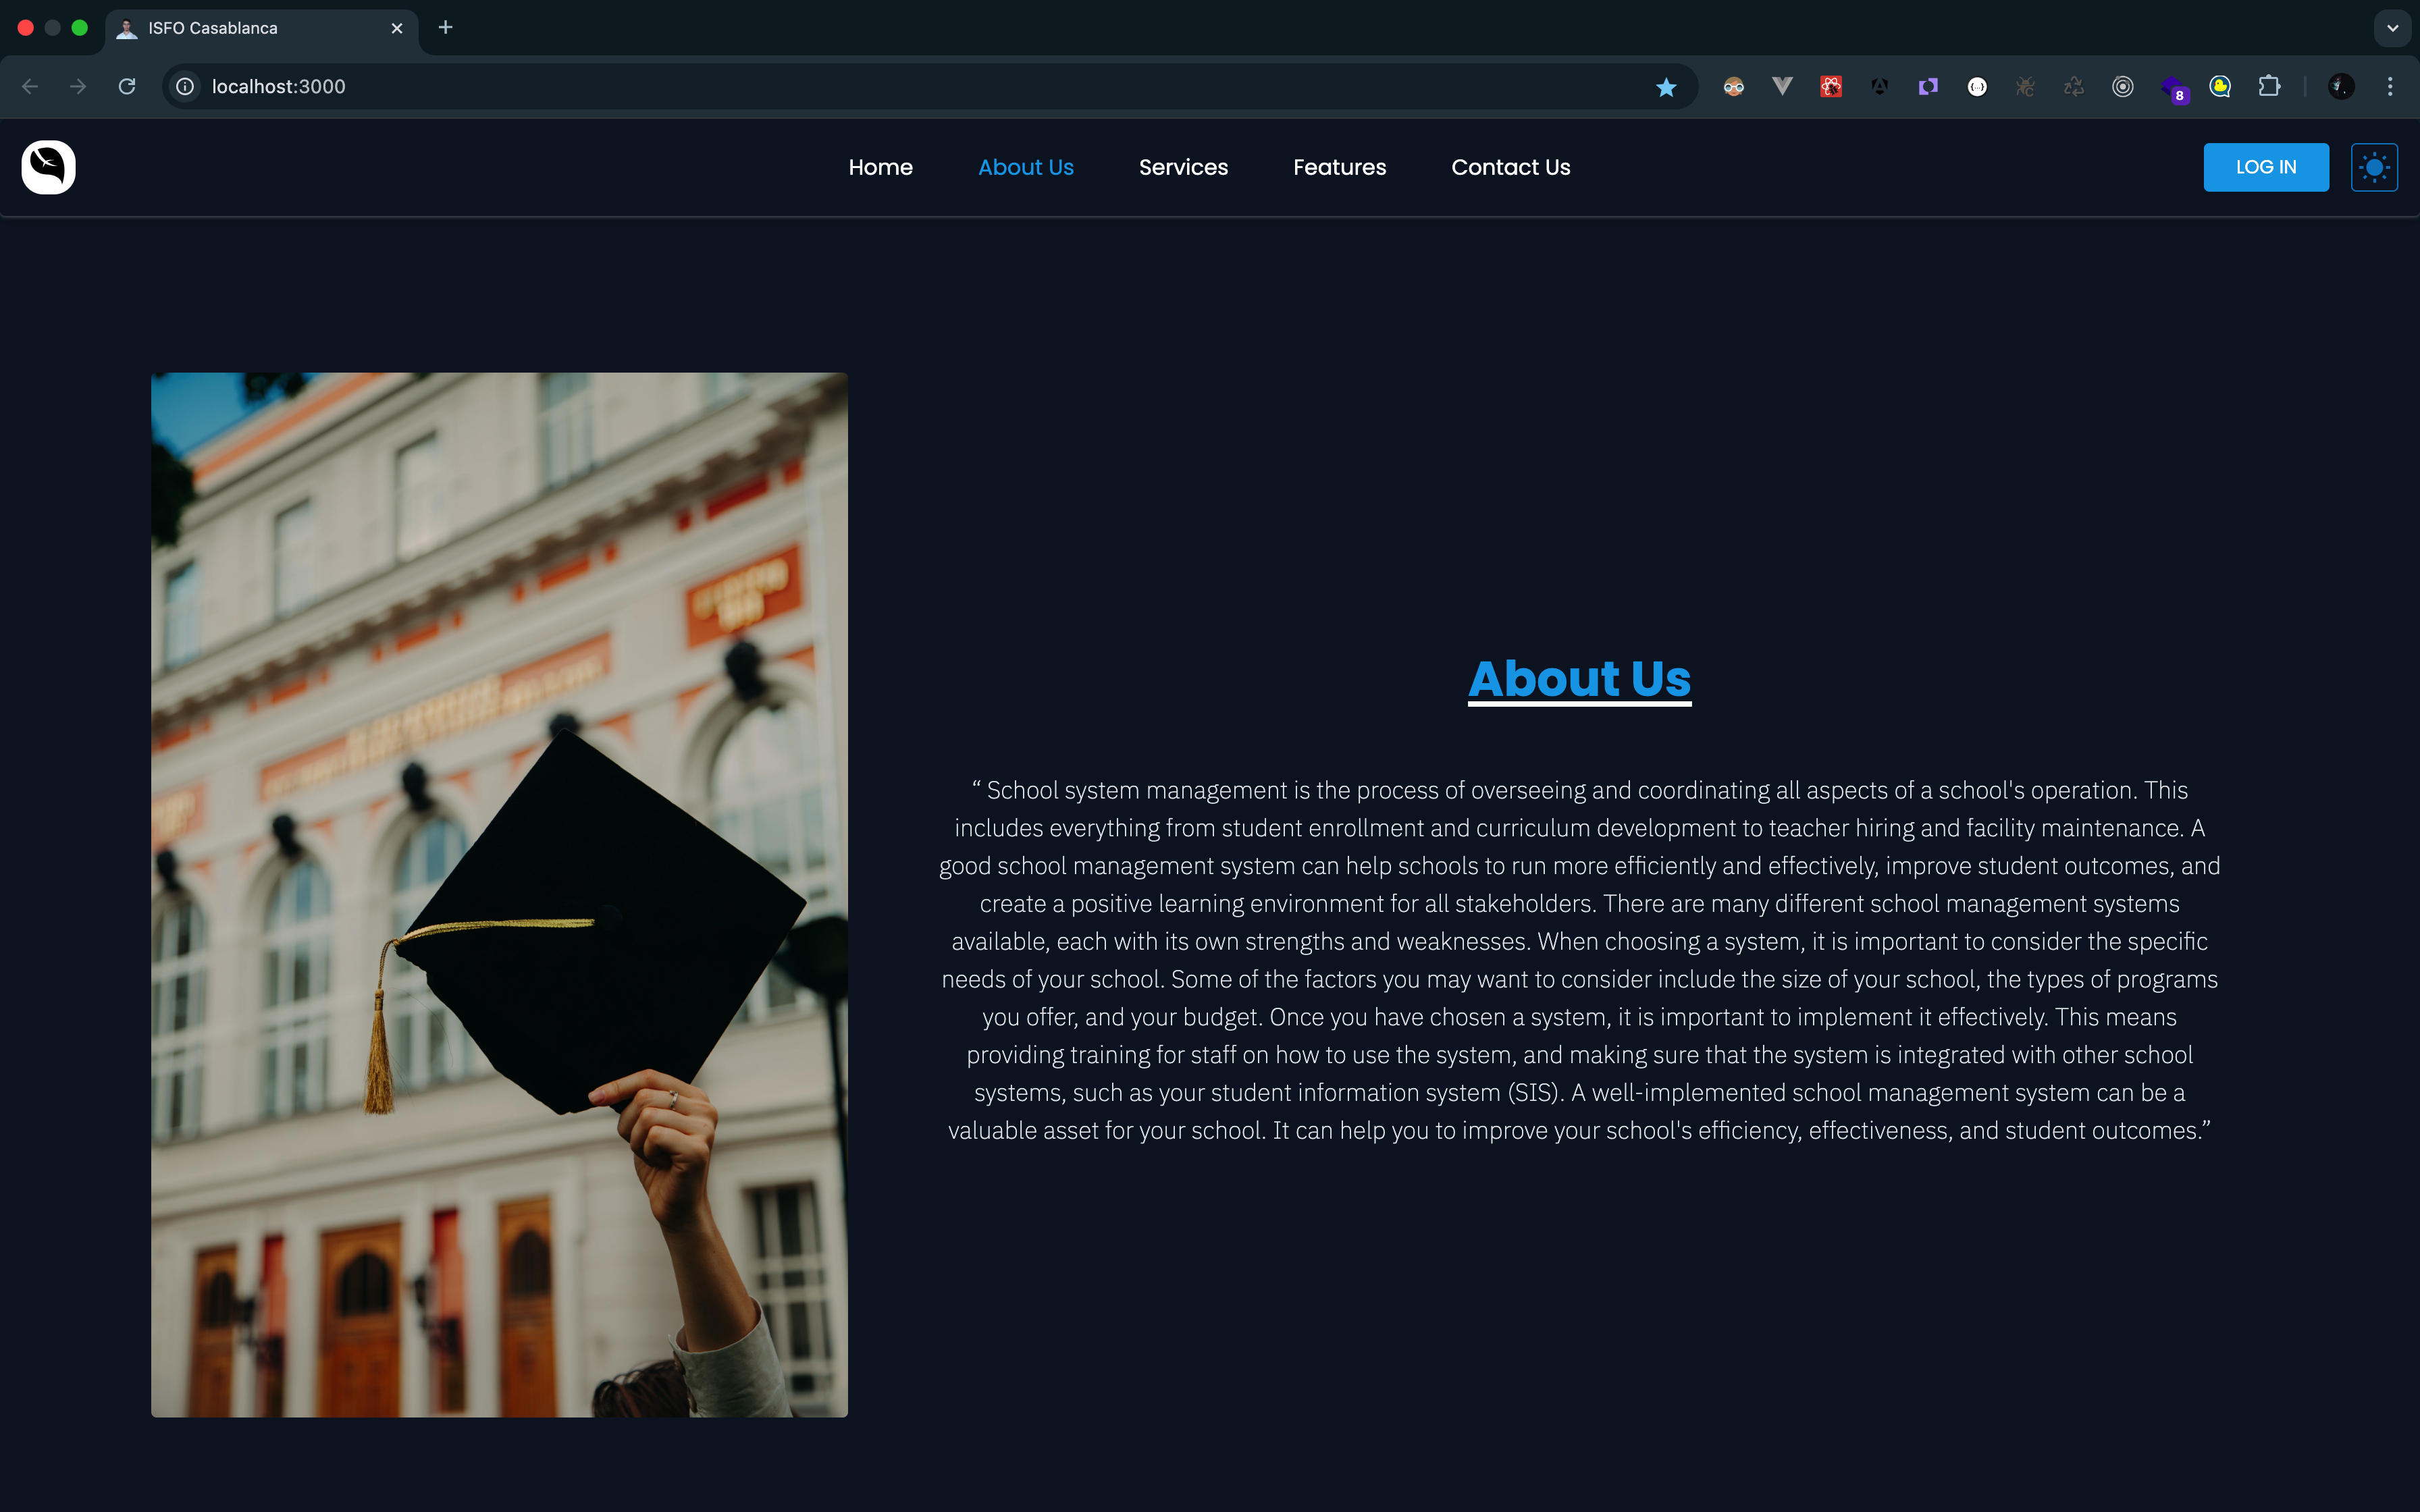 ISFO Casablanca
localhost:3000
8
Home About Us Services Features Contact Us LOG IN
About Us
“ School system management is the process of overseeing and coordinating all aspects of a school's operation. This
includes everything from student enrollment and curriculum development to teacher hiring and facility maintenance. A
good school management system can help schools to run more efficiently and effectively, improve student outcomes, and
create a positive learning environment for all stakeholders. There are many different school management systems
available, each with its own strengths and weaknesses. When choosing a system, it is important to consider the specific
needs of your school. Some of the factors you may want to consider include the size of your school, the types of programs
you offer, and your budget. Once you have chosen a system, it is important to implement it effectively. This means
providing training for staff on how to use the system, and making sure that the system is integrated with other school
systems, such as your student information system (SIS). A well-implemented school management system can be a
valuable asset for your school. It can help you to improve your school's efficiency, effectiveness, and student outcomes.”